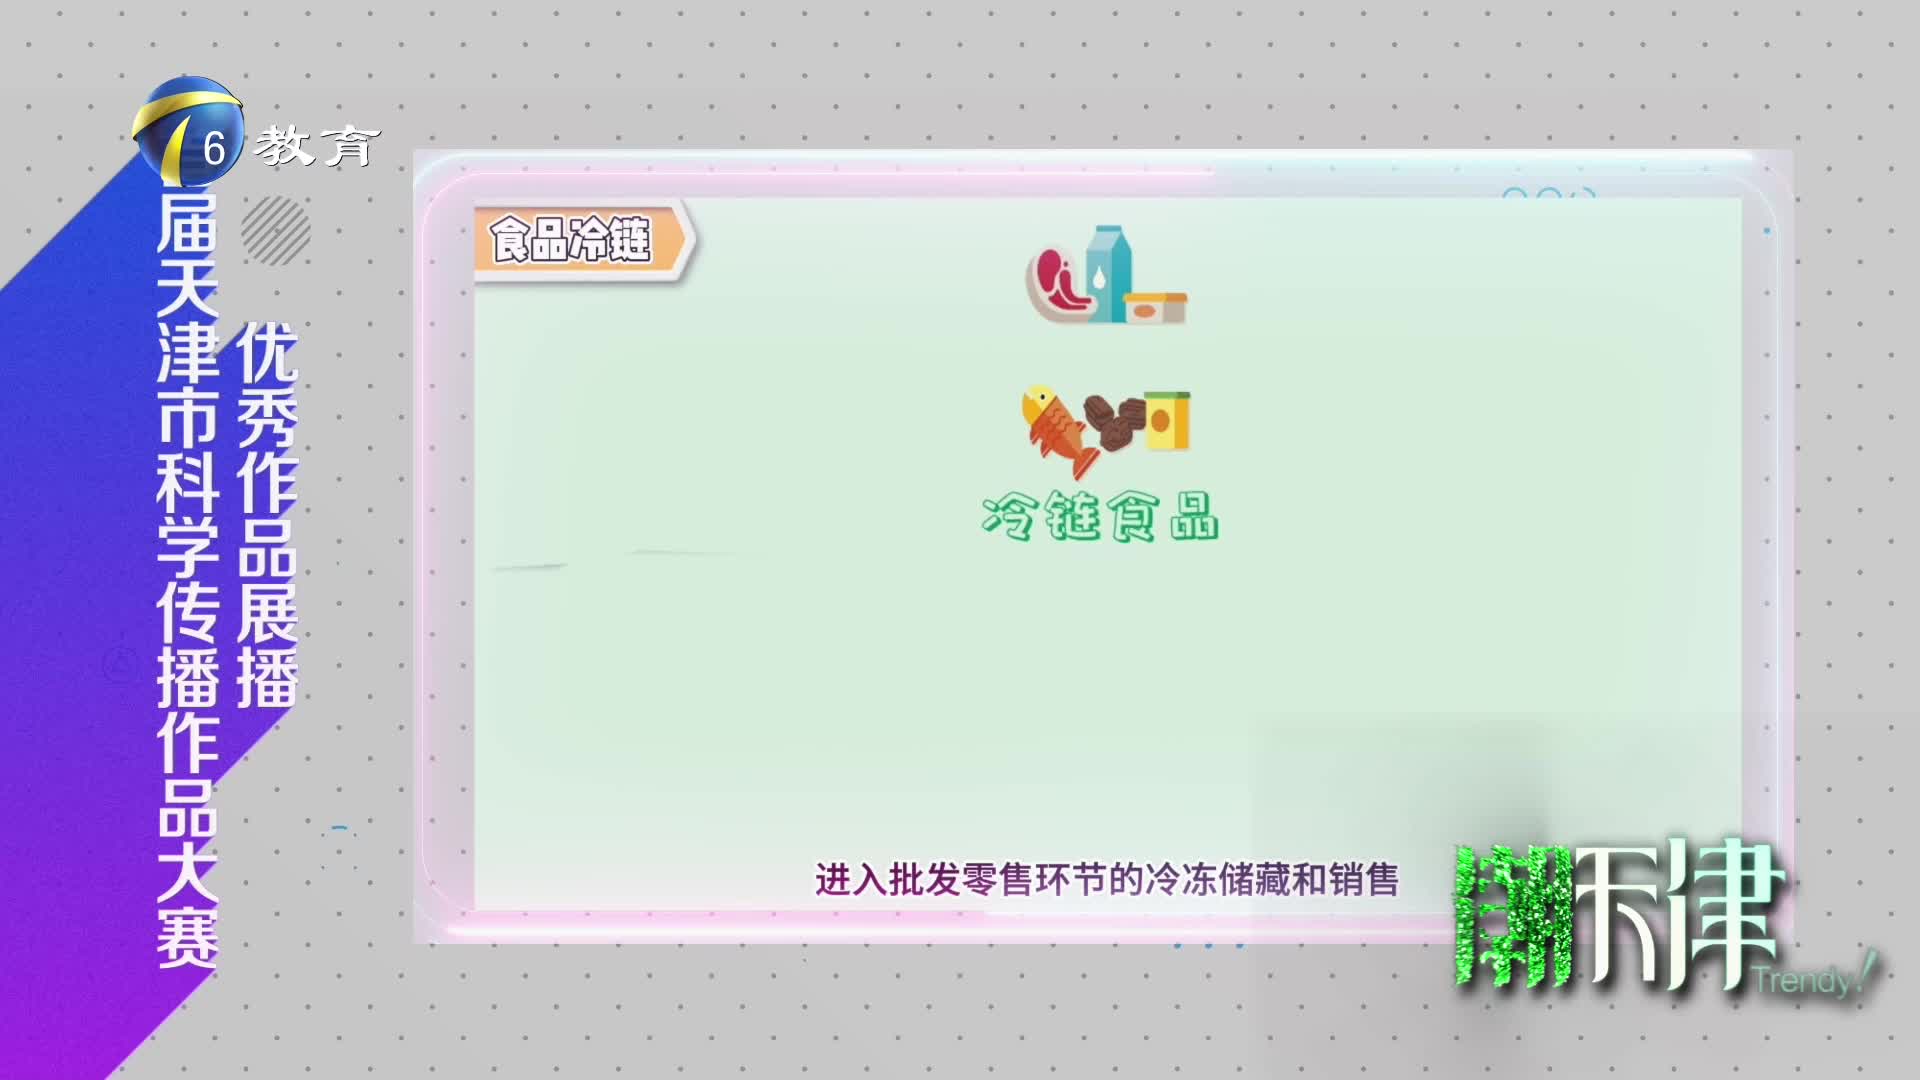 6 教育
届天津市科学传播作品大赛
优秀作品展播
食品冷链
冷链食品
进入批发零售环节的冷冻储藏和销售
潮天津
Trendy!